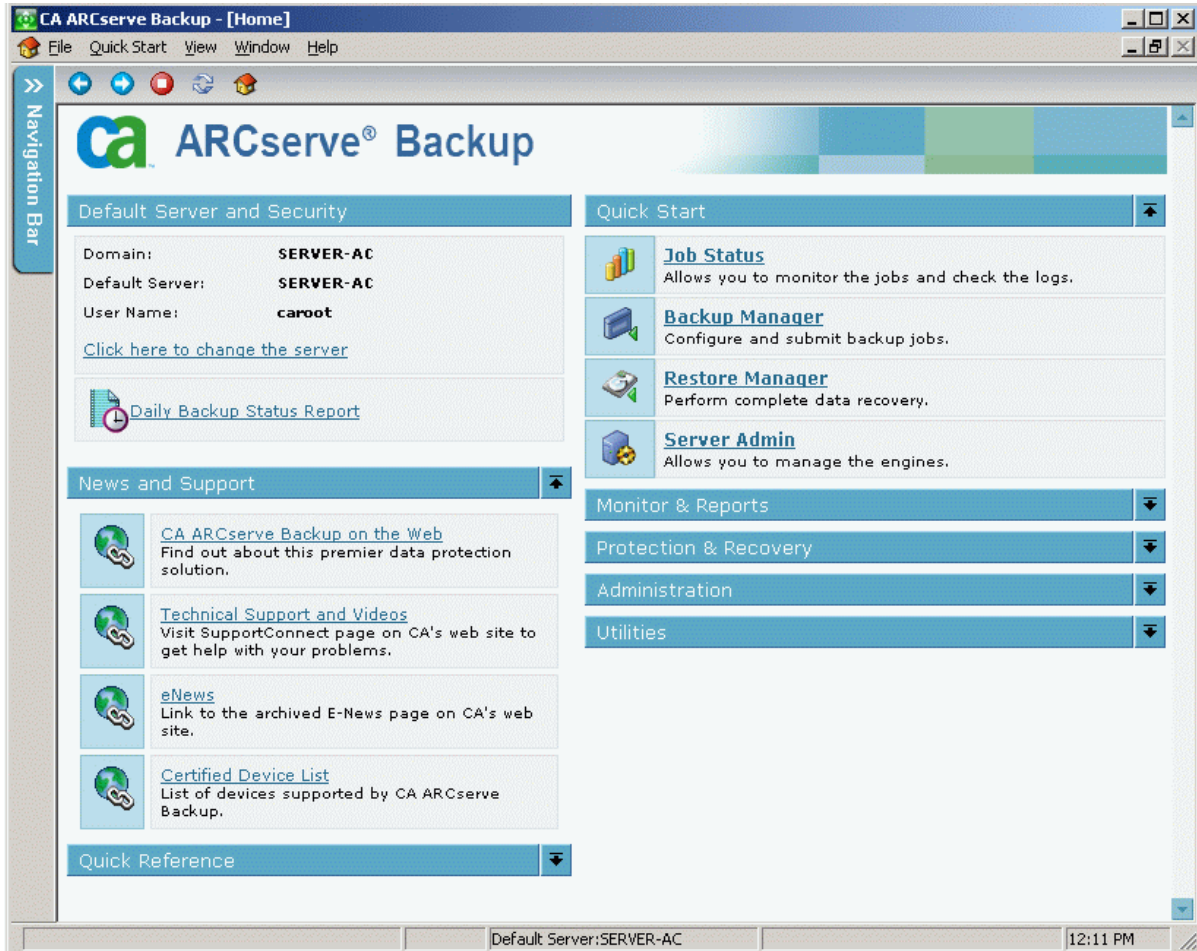 CA ARCserve Backup - [Home]
File Quick Start View Window Help
Navigation Bar
ca ARCserve® Backup
Default Server and Security
Domain: SERVER-AC
Default Server: SERVER-AC
User Name: caroot
Click here to change the server
Daily Backup Status Report
News and Support
CA ARCserve Backup on the Web
Find out about this premier data protection
solution.
Technical Support and Videos
Visit SupportConnect page on CA's web site to
get help with your problems.
eNews
Link to the archived E-News page on CA's web
site.
Certified Device List
List of devices supported by CA ARCserve
Backup.
Quick Reference
Quick Start
Job Status
Allows you to monitor the jobs and check the logs.
Backup Manager
Configure and submit backup jobs.
Restore Manager
Perform complete data recovery.
Server Admin
Allows you to manage the engines.
Monitor & Reports
Protection & Recovery
Administration
Utilities
Default Server:SERVER-AC
12:11 PM